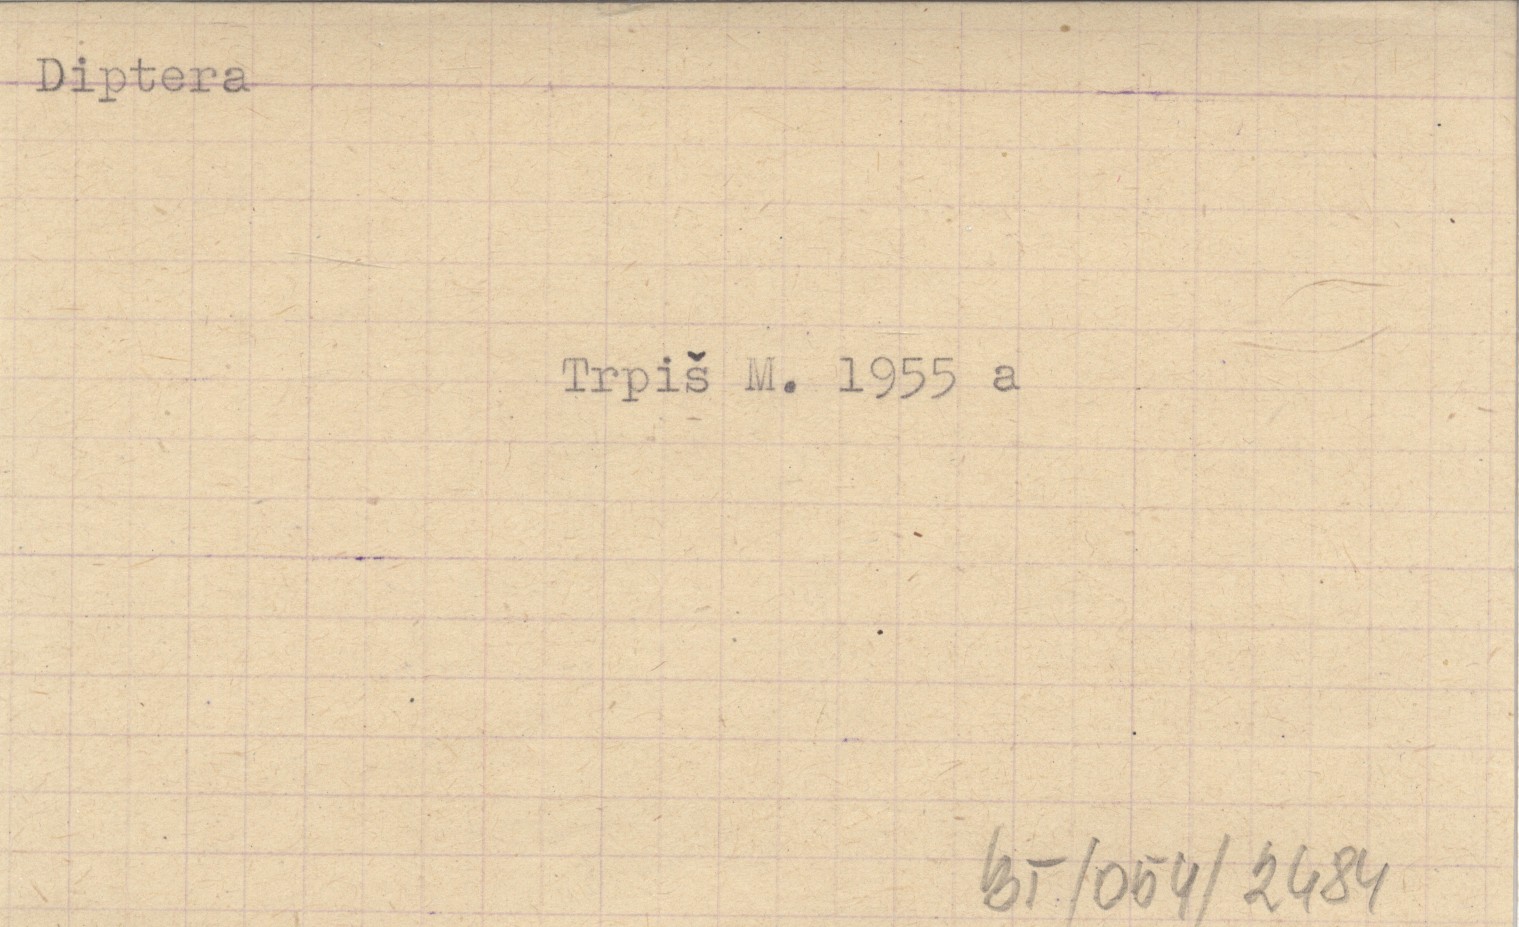 Diptera
Trpiš M. 1955 a
BT/054/2484